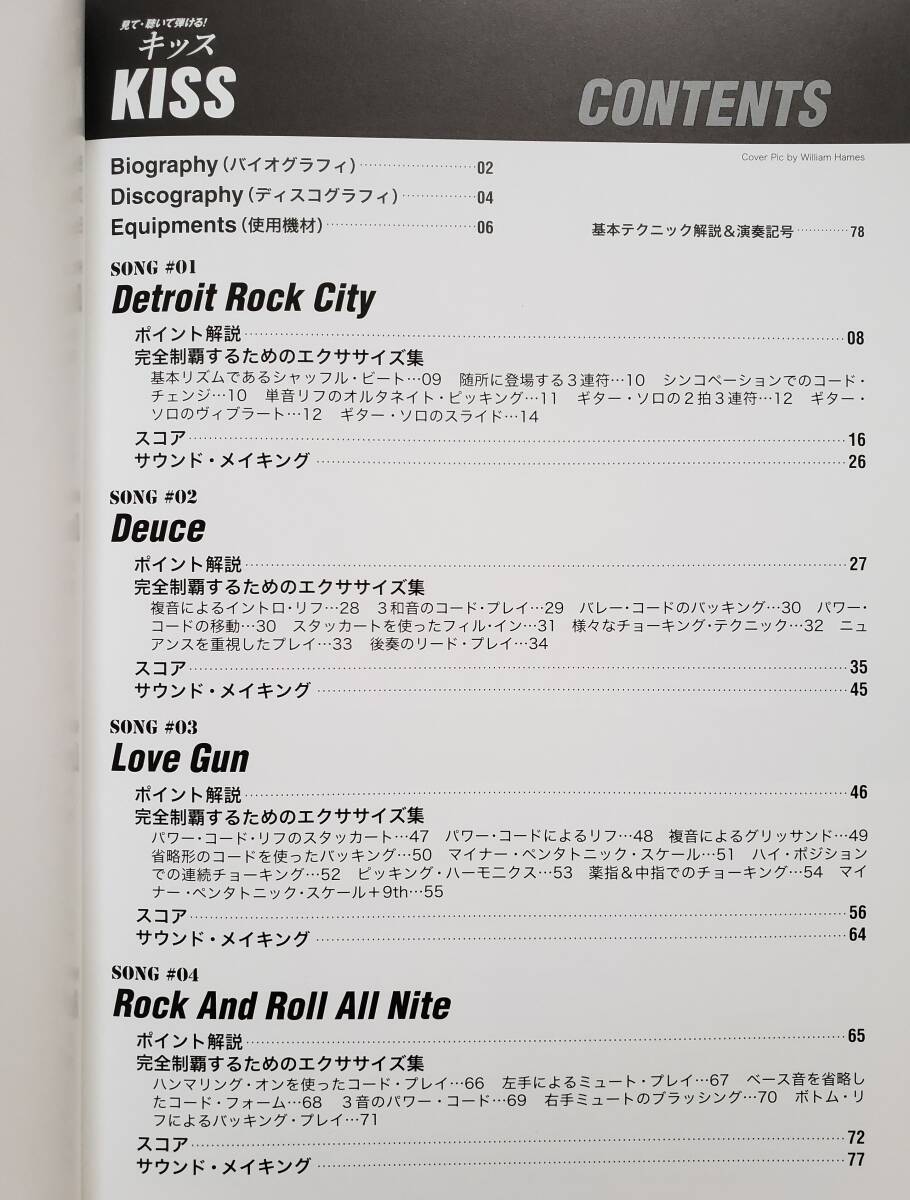 見て・聴いて弾ける!
キッス
KISS
CONTENTS
Cover Pic by William Hames
Biography (バイオグラフィ) 02
Discography (ディスコグラフィ) 04
Equipments (使用機材) 06
基本テクニック解説&演奏記号 78
SONG #01
Detroit Rock City
ポイント解説 08
完全制覇するためのエクササイズ集
基本リズムであるシャッフル・ビート…09 随所に登場する3連符…10 シンコペーションでのコード・
チェンジ…10 単音リフのオルタネイト・ピッキング…11 ギター・ソロの2拍3連符…12 ギター・
ソロのヴィブラート…12 ギター・ソロのスライド…14
スコア 16
サウンド・メイキング 26
SONG #02
Deuce
ポイント解説 27
完全制覇するためのエクササイズ集
複音によるイントロ・リフ…28 3和音のコード・プレイ…29 バレー・コードのバッキング…30 パワー・
コードの移動…30 スタッカートを使ったフィル・イン…31 様々なチョーキング・テクニック…32 ニュ
アンスを重視したプレイ…33 後奏のリード・プレイ…34
スコア 35
サウンド・メイキング 45
SONG #03
Love Gun
ポイント解説 46
完全制覇するためのエクササイズ集
パワー・コード・リフのスタッカート…47 パワー・コードによるリフ…48 複音によるグリッサンド…49
省略形のコードを使ったバッキング…50 マイナー・ペンタトニック・スケール…51 ハイ・ポジション
での連続チョーキング…52 ピッキング・ハーモニクス…53 薬指&中指でのチョーキング…54 マイ
ナー・ペンタトニック・スケール+9th…55
スコア 56
サウンド・メイキング 64
SONG #04
Rock And Roll All Nite
ポイント解説 65
完全制覇するためのエクササイズ集
ハンマリング・オンを使ったコード・プレイ…66 左手によるミュート・プレイ…67 ベース音を省略し
たコード・フォーム…68 3音のパワー・コード…69 右手ミュートのブラッシング…70 ボトム・リ
フによるバッキング・プレイ…71
スコア 72
サウンド・メイキング 77